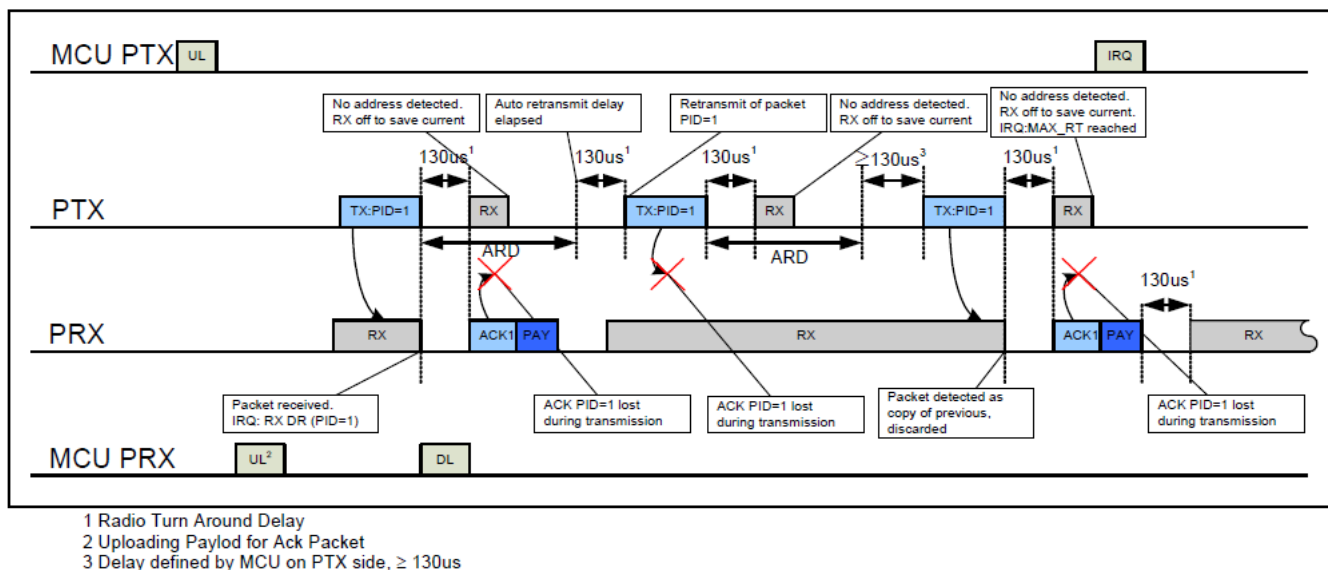 MCU PTX
UL
IRQ
No address detected.
RX off to save current
Auto retransmit delay
elapsed
Retransmit of packet
PID=1
No address detected.
RX off to save current
No address detected.
RX off to save current.
IRQ:MAX_RT reached
130us¹
130us¹
130us¹
≥130us³
130us¹
PTX
TX:PID=1
RX
TX:PID=1
RX
TX:PID=1
RX
ARD
ARD
130us¹
PRX
RX
ACK1
PAY
RX
ACK1
PAY
RX
Packet received.
IRQ: RX DR (PID=1)
ACK PID=1 lost
during transmission
ACK PID=1 lost
during transmission
Packet detected as
copy of previous,
discarded
ACK PID=1 lost
during transmission
MCU PRX
UL²
DL
1 Radio Turn Around Delay
2 Uploading Paylod for Ack Packet
3 Delay defined by MCU on PTX side, ≥ 130us